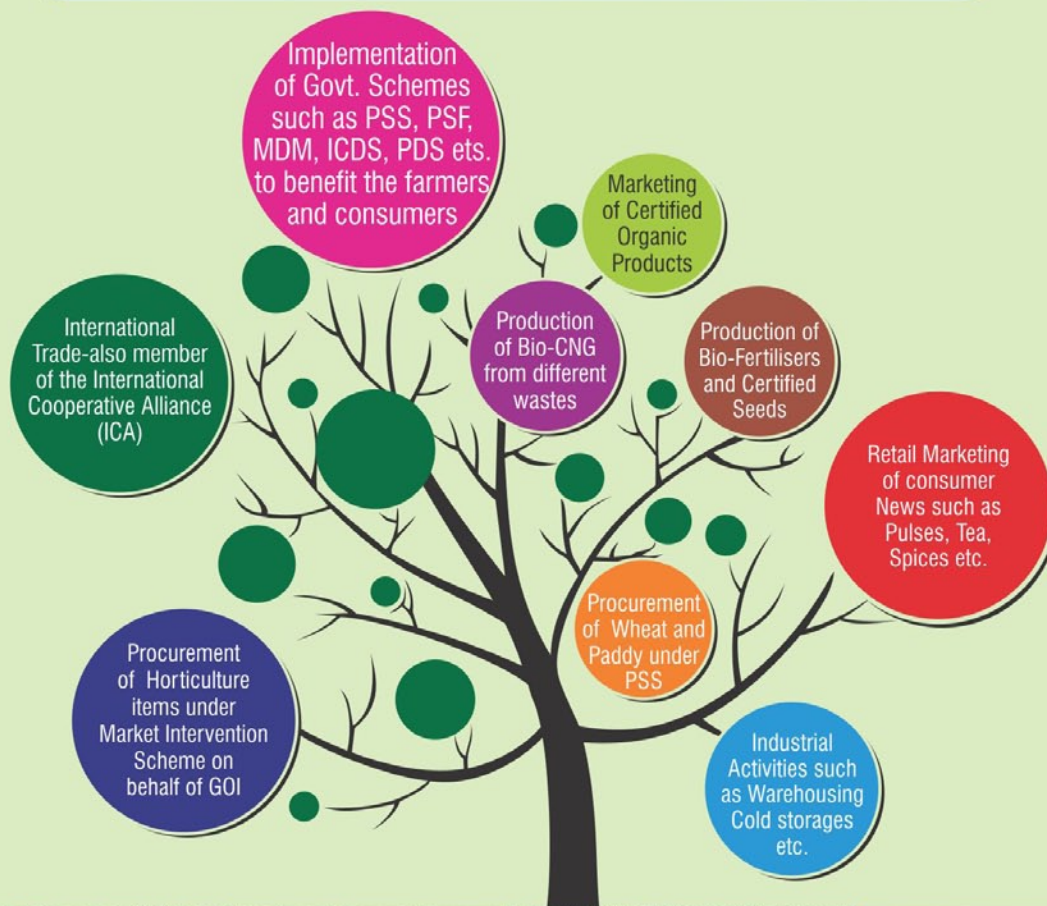 Implementation
of Govt. Schemes
such as PSS, PSF,
MDM, ICDS, PDS ets.
to benefit the farmers
and consumers
Marketing
of Certified
Organic
Products
International
Trade-also member
of the International
Cooperative Alliance
(ICA)
Production
of Bio-CNG
from different
wastes
Production of
Bio-Fertilisers
and Certified
Seeds
Retail Marketing
of consumer
News such as
Pulses, Tea,
Spices etc.
Procurement
of Wheat and
Paddy under
PSS
Procurement
of Horticulture
items under
Market Intervention
Scheme on
behalf of GOI
Industrial
Activities such
as Warehousing
Cold storages
etc.